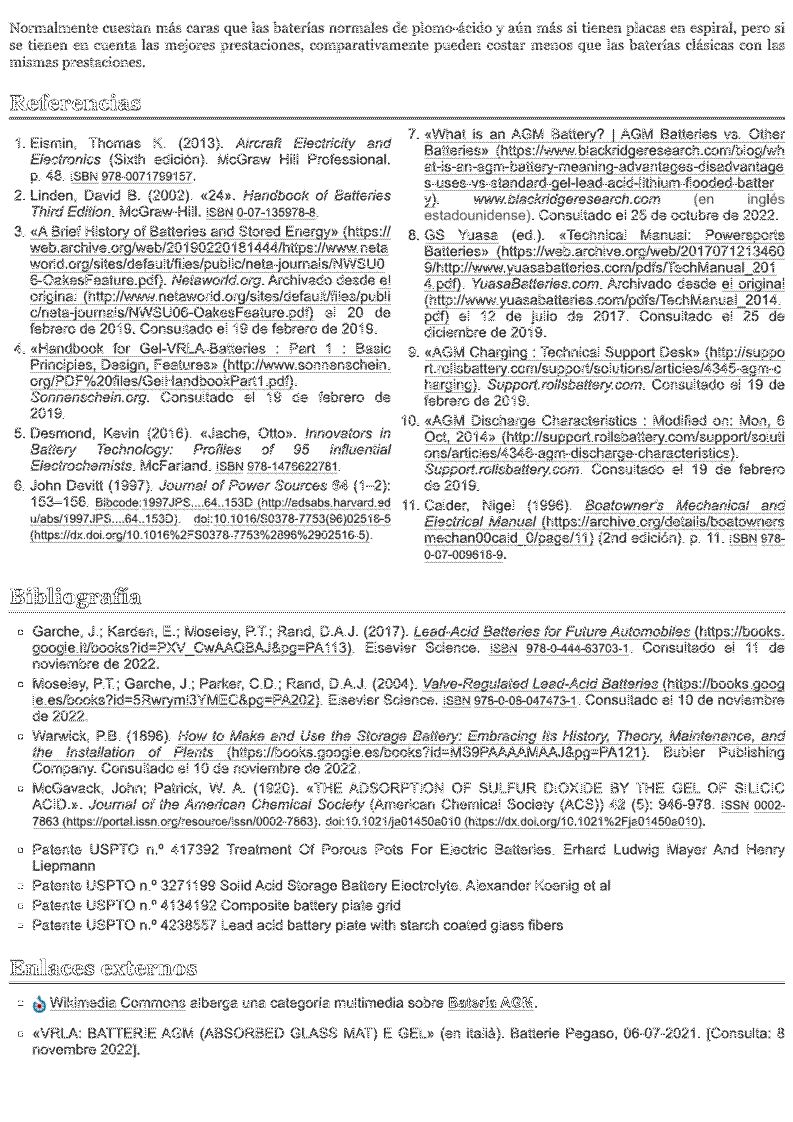 Normalmente cuestan más caras que las baterías normales de plomo-ácido y aún más si tienen placas en espiral, pero si
se tienen en cuenta las mejores prestaciones, comparativamente pueden costar menos que las baterías clásicas con las
mismas prestaciones.
Referencias
1. Eismin, Thomas K. (2013). Aircraft Electricity and
Electronics (Sixth edición). McGraw Hill Professional.
p. 48. ISBN 978-0071799157.
2. Linden, David B. (2002). «24». Handbook of Batteries
Third Edition. McGraw-Hill. ISBN 0-07-135978-8.
3. «A Brief History of Batteries and Stored Energy» (https://
web.archive.org/web/20190220181444/https://www.neta
world.org/sites/default/files/public/neta-journals/NWSU0
6-OakesFeature.pdf). Netaworld.org. Archivado desde el
original (http://www.netaworld.org/sites/default/files/publi
c/neta-journals/NWSU06-OakesFeature.pdf) el 20 de
febrero de 2019. Consultado el 19 de febrero de 2019.
4. «Handbook for Gel-VRLA-Batteries : Part 1 : Basic
Principles, Design, Features» (http://www.sonnenschein.
org/PDF%20files/GelHandbookPart1.pdf).
Sonnenschein.org. Consultado el 19 de febrero de
2019.
5. Desmond, Kevin (2016). «Jache, Otto». Innovators in
Battery Technology: Profiles of 95 Influential
Electrochemists. McFarland. ISBN 978-1476622781.
6. John Devitt (1997). Journal of Power Sources 64 (1–2):
153–156. Bibcode:1997JPS....64..153D (http://adsabs.harvard.ed
u/abs/1997JPS....64..153D). doi:10.1016/S0378-7753(96)02516-5
(https://dx.doi.org/10.1016%2FS0378-7753%2896%2902516-5).
7. «What is an AGM Battery? | AGM Batteries vs. Other
Batteries» (https://www.blackridgeresearch.com/blog/wh
at-is-an-agm-battery-meaning-advantages-disadvantage
s-uses-vs-standard-gel-lead-acid-lithium-flooded-batter
y). www.blackridgeresearch.com (en inglés
estadounidense). Consultado el 26 de octubre de 2022.
8. GS Yuasa (ed.). «Technical Manual: Powersports
Batteries» (https://web.archive.org/web/2017071213460
9/http://www.yuasabatteries.com/pdfs/TechManual_201
4.pdf). YuasaBatteries.com. Archivado desde el original
(http://www.yuasabatteries.com/pdfs/TechManual_2014.
pdf) el 12 de julio de 2017. Consultado el 25 de
diciembre de 2019.
9. «AGM Charging : Technical Support Desk» (http://suppo
rt.rollsbattery.com/support/solutions/articles/4345-agm-c
harging). Support.rollsbattery.com. Consultado el 19 de
febrero de 2019.
10. «AGM Discharge Characteristics : Modified on: Mon, 6
Oct, 2014» (http://support.rollsbattery.com/support/soluti
ons/articles/4346-agm-discharge-characteristics).
Support.rollsbattery.com. Consultado el 19 de febrero
de 2019.
11. Calder, Nigel (1996). Boatowner's Mechanical and
Electrical Manual (https://archive.org/details/boatowners
mechan00cald_0/page/11) (2nd edición). p. 11. ISBN 978-
0-07-009618-9.
Bibliografía
Garche, J.; Karden, E.; Moseley, P.T.; Rand, D.A.J. (2017). Lead-Acid Batteries for Future Automobiles (https://books.
google.it/books?id=PXV_CwAAQBAJ&pg=PA113). Elsevier Science. ISBN 978-0-444-63703-1. Consultado el 11 de
noviembre de 2022.
Moseley, P.T.; Garche, J.; Parker, C.D.; Rand, D.A.J. (2004). Valve-Regulated Lead-Acid Batteries (https://books.goog
le.es/books?id=5Rwrymi3YMEC&pg=PA202). Elsevier Science. ISBN 978-0-08-047473-1. Consultado el 10 de noviembre
de 2022.
Warwick, P.B. (1896). How to Make and Use the Storage Battery: Embracing Its History, Theory, Maintenance, and
the Installation of Plants (https://books.google.es/books?id=MS9PAAAAMAAJ&pg=PA121). Bubier Publishing
Company. Consultado el 10 de noviembre de 2022.
McGavack, John; Patrick, W. A. (1920). «THE ADSORPTION OF SULFUR DIOXIDE BY THE GEL OF SILICIC
ACID.». Journal of the American Chemical Society (American Chemical Society (ACS)) 42 (5): 946-978. ISSN 0002-
7863 (https://portal.issn.org/resource/issn/0002-7863). doi:10.1021/ja01450a010 (https://dx.doi.org/10.1021%2Fja01450a010).
Patente USPTO n.º 417392 Treatment Of Porous Pots For Electric Batteries. Erhard Ludwig Mayer And Henry
Liepmann
Patente USPTO n.º 3271199 Solid Acid Storage Battery Electrolyte. Alexander Koenig et al
Patente USPTO n.º 4134192 Composite battery plate grid
Patente USPTO n.º 4238557 Lead acid battery plate with starch coated glass fibers
Enlaces externos
Wikimedia Commons alberga una categoría multimedia sobre Batería AGM.
«VRLA: BATTERIE AGM (ABSORBED GLASS MAT) E GEL» (en italià). Batterie Pegaso, 06-07-2021. [Consulta: 8
novembre 2022].